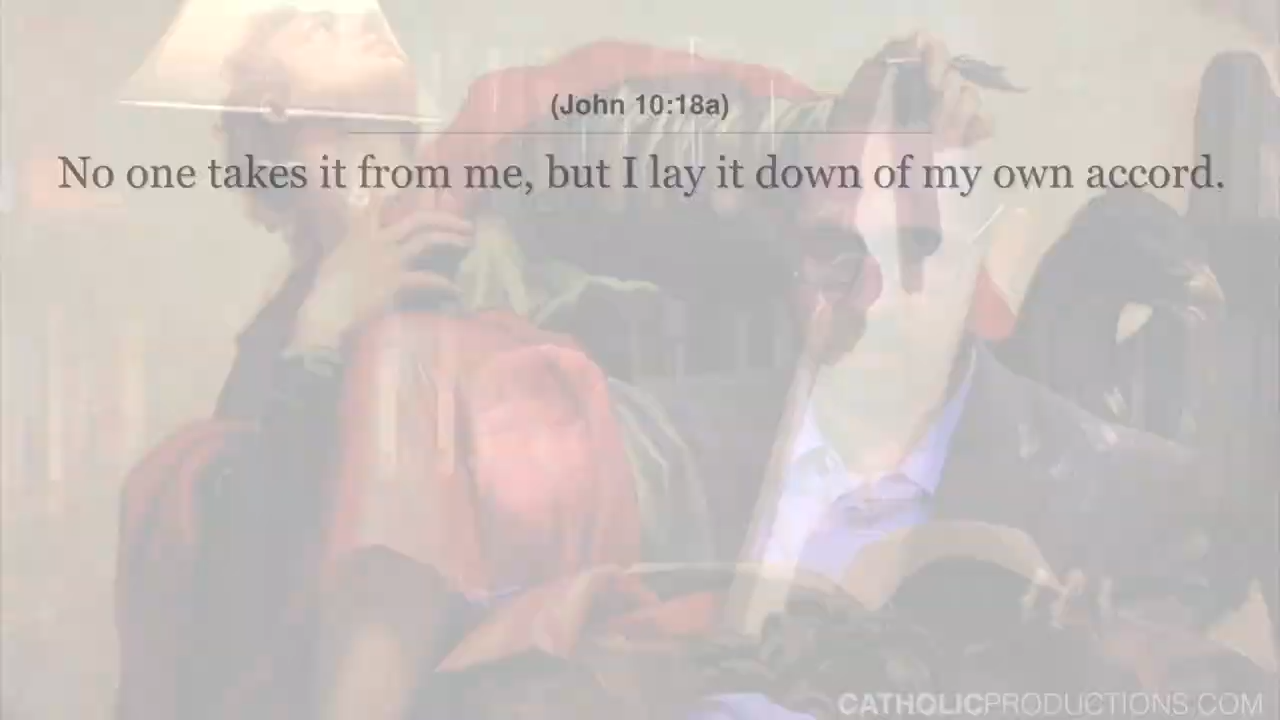 (John 10:18a)
No one takes it from me, but I lay it down of my own accord.
CATHOLICPRODUCTIONS.COM